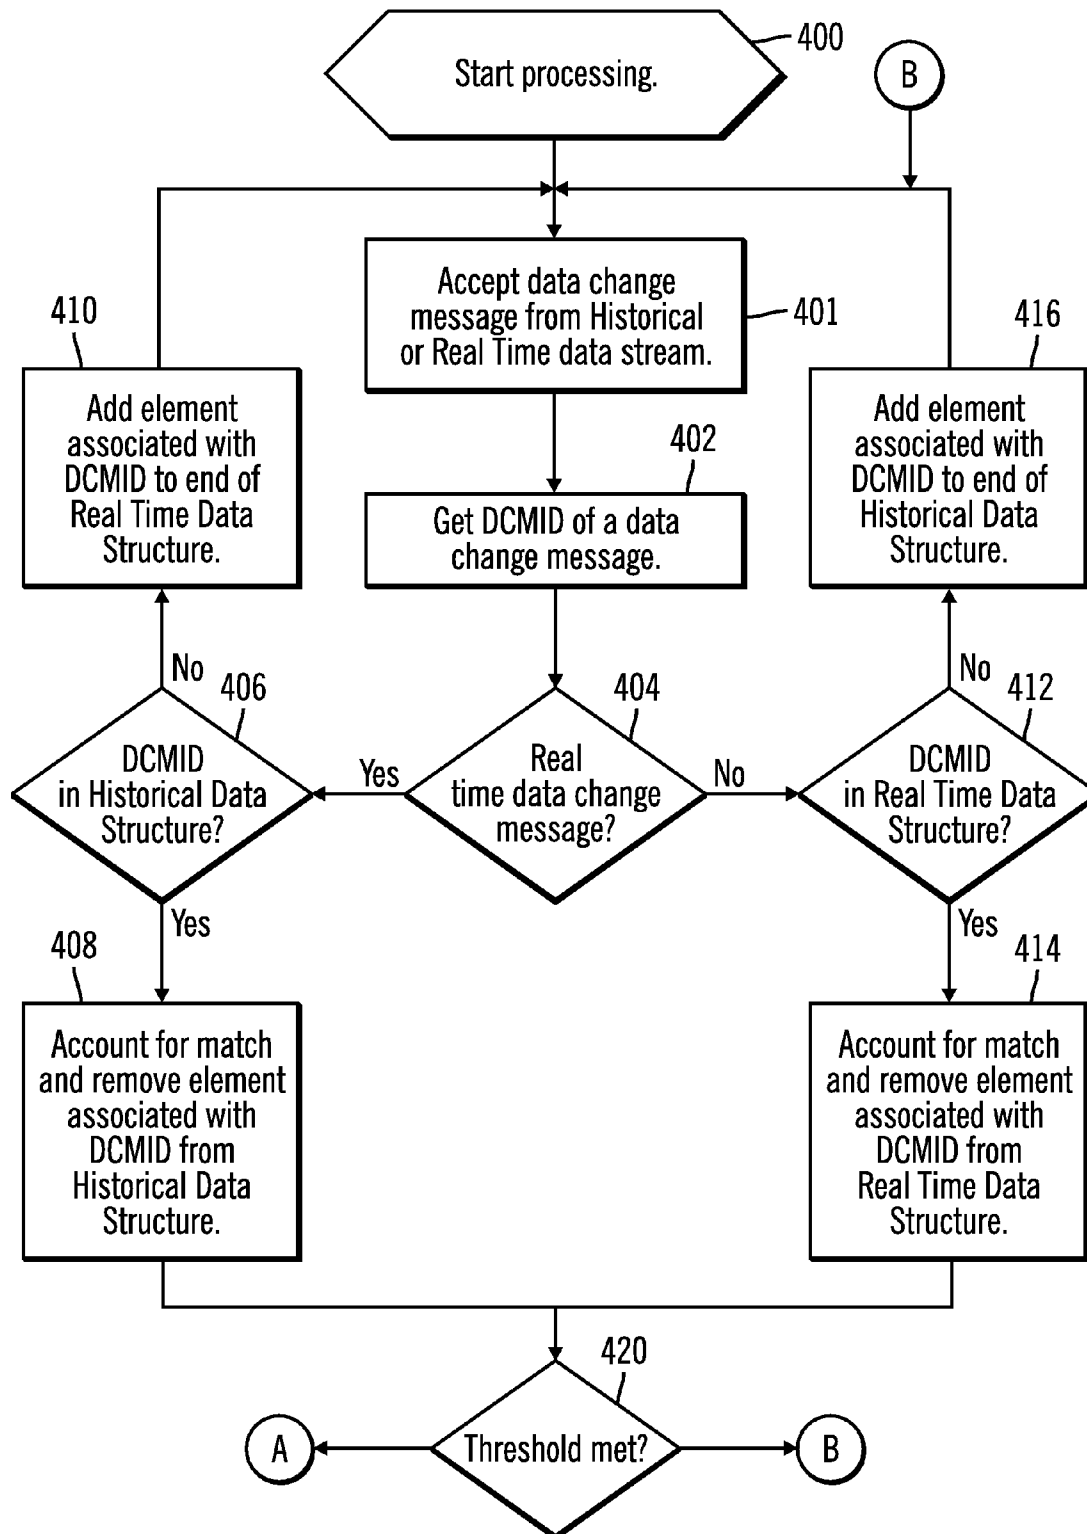 Start processing.
400
B
Accept data change
message from Historical
or Real Time data stream.
401
410
Add element
associated with
DCMID to end of
Real Time Data
Structure.
416
Add element
associated with
DCMID to end of
Historical Data
Structure.
402
Get DCMID of a data
change message.
No
406
DCMID
in Historical Data
Structure?
Yes
404
Real
time data change
message?
No
No
412
DCMID
in Real Time Data
Structure?
Yes
408
Account for match
and remove element
associated with
DCMID from
Historical Data
Structure.
Yes
414
Account for match
and remove element
associated with
DCMID from
Real Time Data
Structure.
420
A
Threshold met?
B